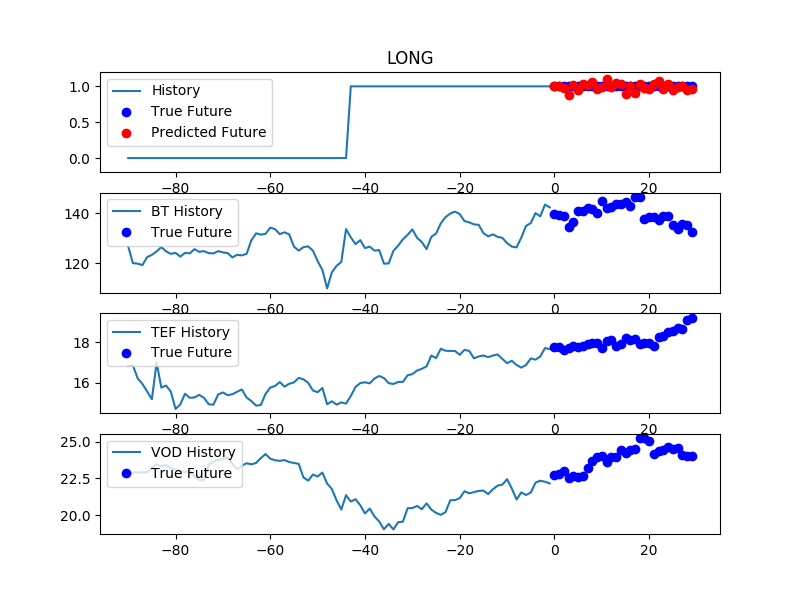 LONG
1.0
0.5
0.0
History
True Future
Predicted Future
−80 −60 −40 −20 0 20
140
120
BT History
True Future
−80 −60 −40 −20 0 20
18
16
TEF History
True Future
−80 −60 −40 −20 0 20
25.0
22.5
20.0
VOD History
True Future
−80 −60 −40 −20 0 20